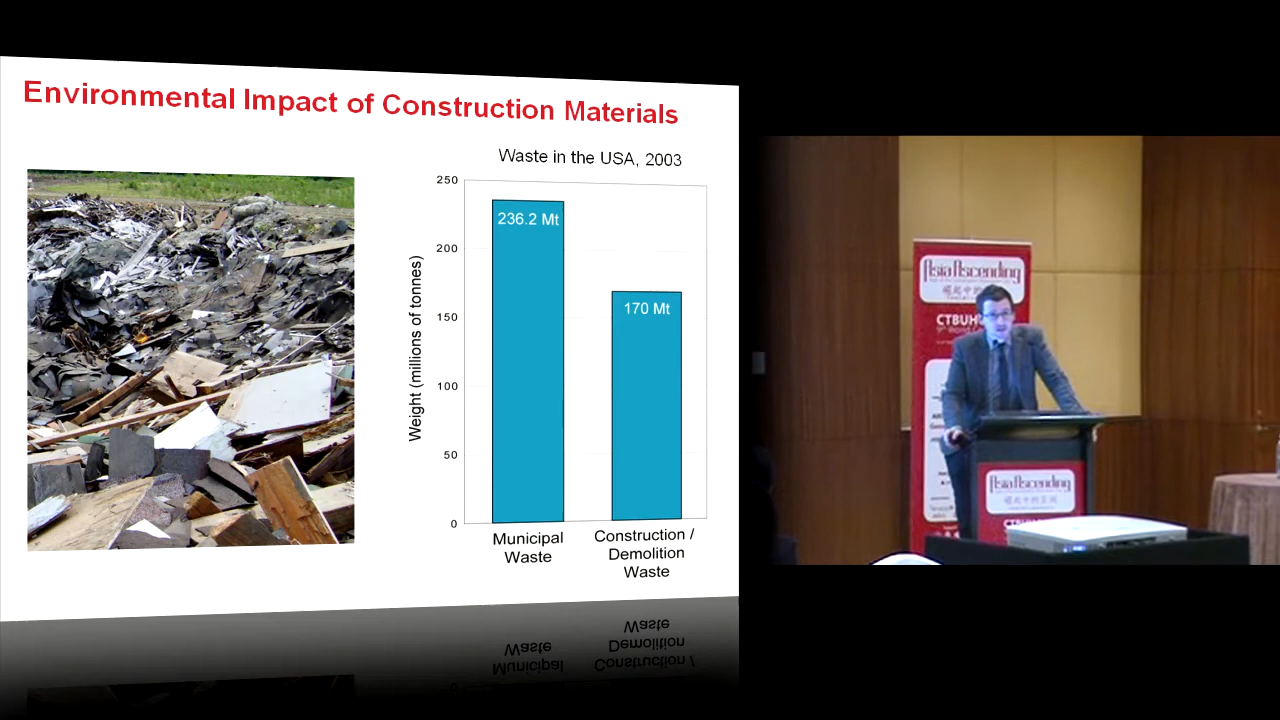 Environmental Impact of Construction Materials
Waste in the USA, 2003
Weight (millions of tonnes)
250
200
150
100
50
0
236.2 Mt
170 Mt
Municipal
Waste
Construction /
Demolition
Waste
Asia Ascending
CTBUH
Asia Ascending